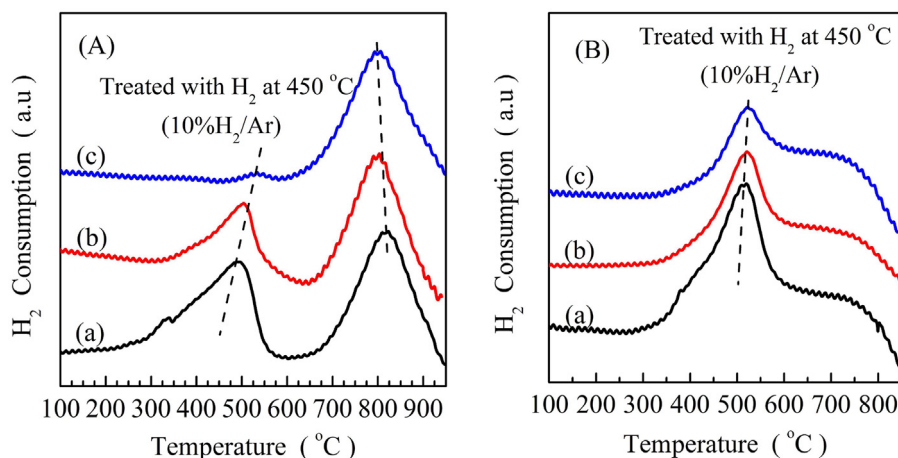 (A)
Treated with H₂ at 450 °C
(10%H₂/Ar)
(c)
(b)
(a)
H₂ Consumption ( a.u )
100 200 300 400 500 600 700 800 900
Temperature ( °C )
(B)
Treated with H₂ at 450 °C
(10%H₂/Ar)
(c)
(b)
(a)
H₂ Consumption ( a.u )
100 200 300 400 500 600 700 800
Temperature ( °C )